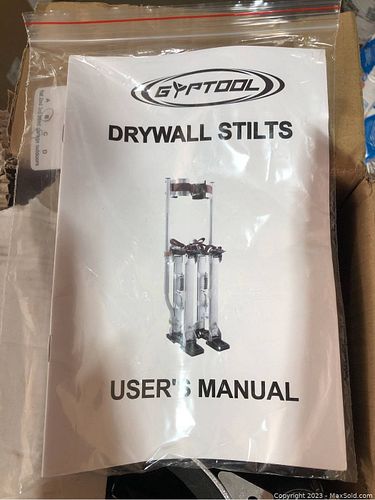 GYPTOOL
DRYWALL STILTS
USER'S MANUAL
Copyright 2023 - MaxSold.com